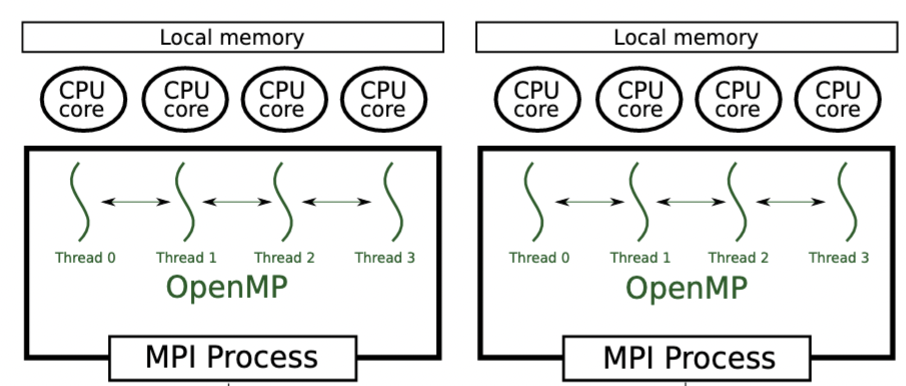 Local memory
CPU core
CPU core
CPU core
CPU core
Thread 0
Thread 1
Thread 2
Thread 3
OpenMP
MPI Process
Local memory
CPU core
CPU core
CPU core
CPU core
Thread 0
Thread 1
Thread 2
Thread 3
OpenMP
MPI Process